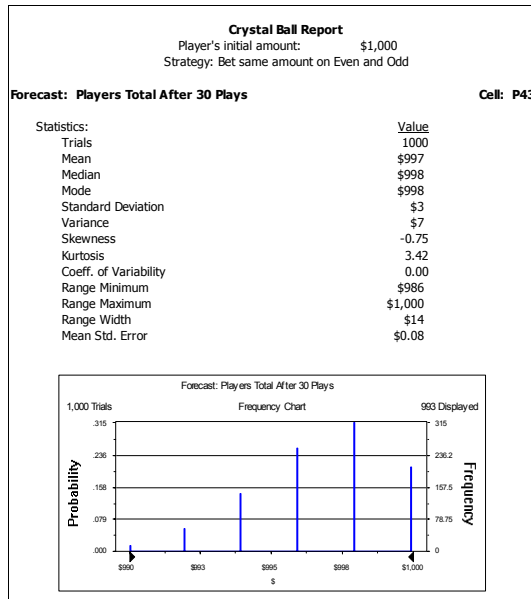 Crystal Ball Report
Player's initial amount: $1,000
Strategy: Bet same amount on Even and Odd
Forecast: Players Total After 30 Plays Cell: P43
Statistics: Value
Trials 1000
Mean $997
Median $998
Mode $998
Standard Deviation $3
Variance $7
Skewness -0.75
Kurtosis 3.42
Coeff. of Variability 0.00
Range Minimum $986
Range Maximum $1,000
Range Width $14
Mean Std. Error $0.08
Forecast: Players Total After 30 Plays
1,000 Trials Frequency Chart 993 Displayed
.315 315
.236 236.2
.158 157.5
.079 78.75
.000 0
Probability
Frequency
$990 $993 $995 $998 $1,000
$